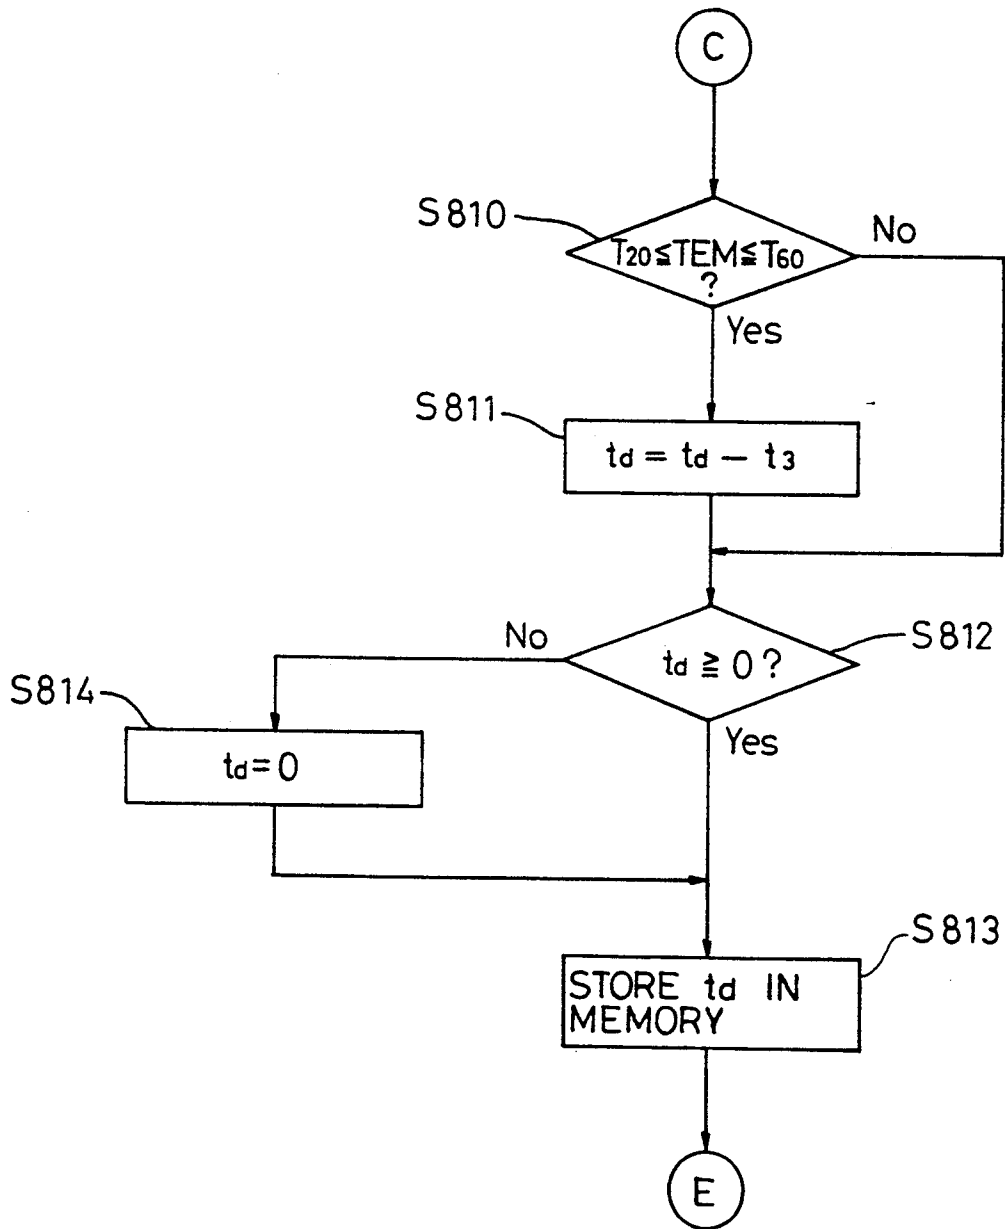 C
S810
T20≦TEM≦T60
?
No
Yes
S811
td = td − t3
No
td ≧ 0 ?
S812
S814
Yes
td = 0
S813
STORE td IN
MEMORY
E